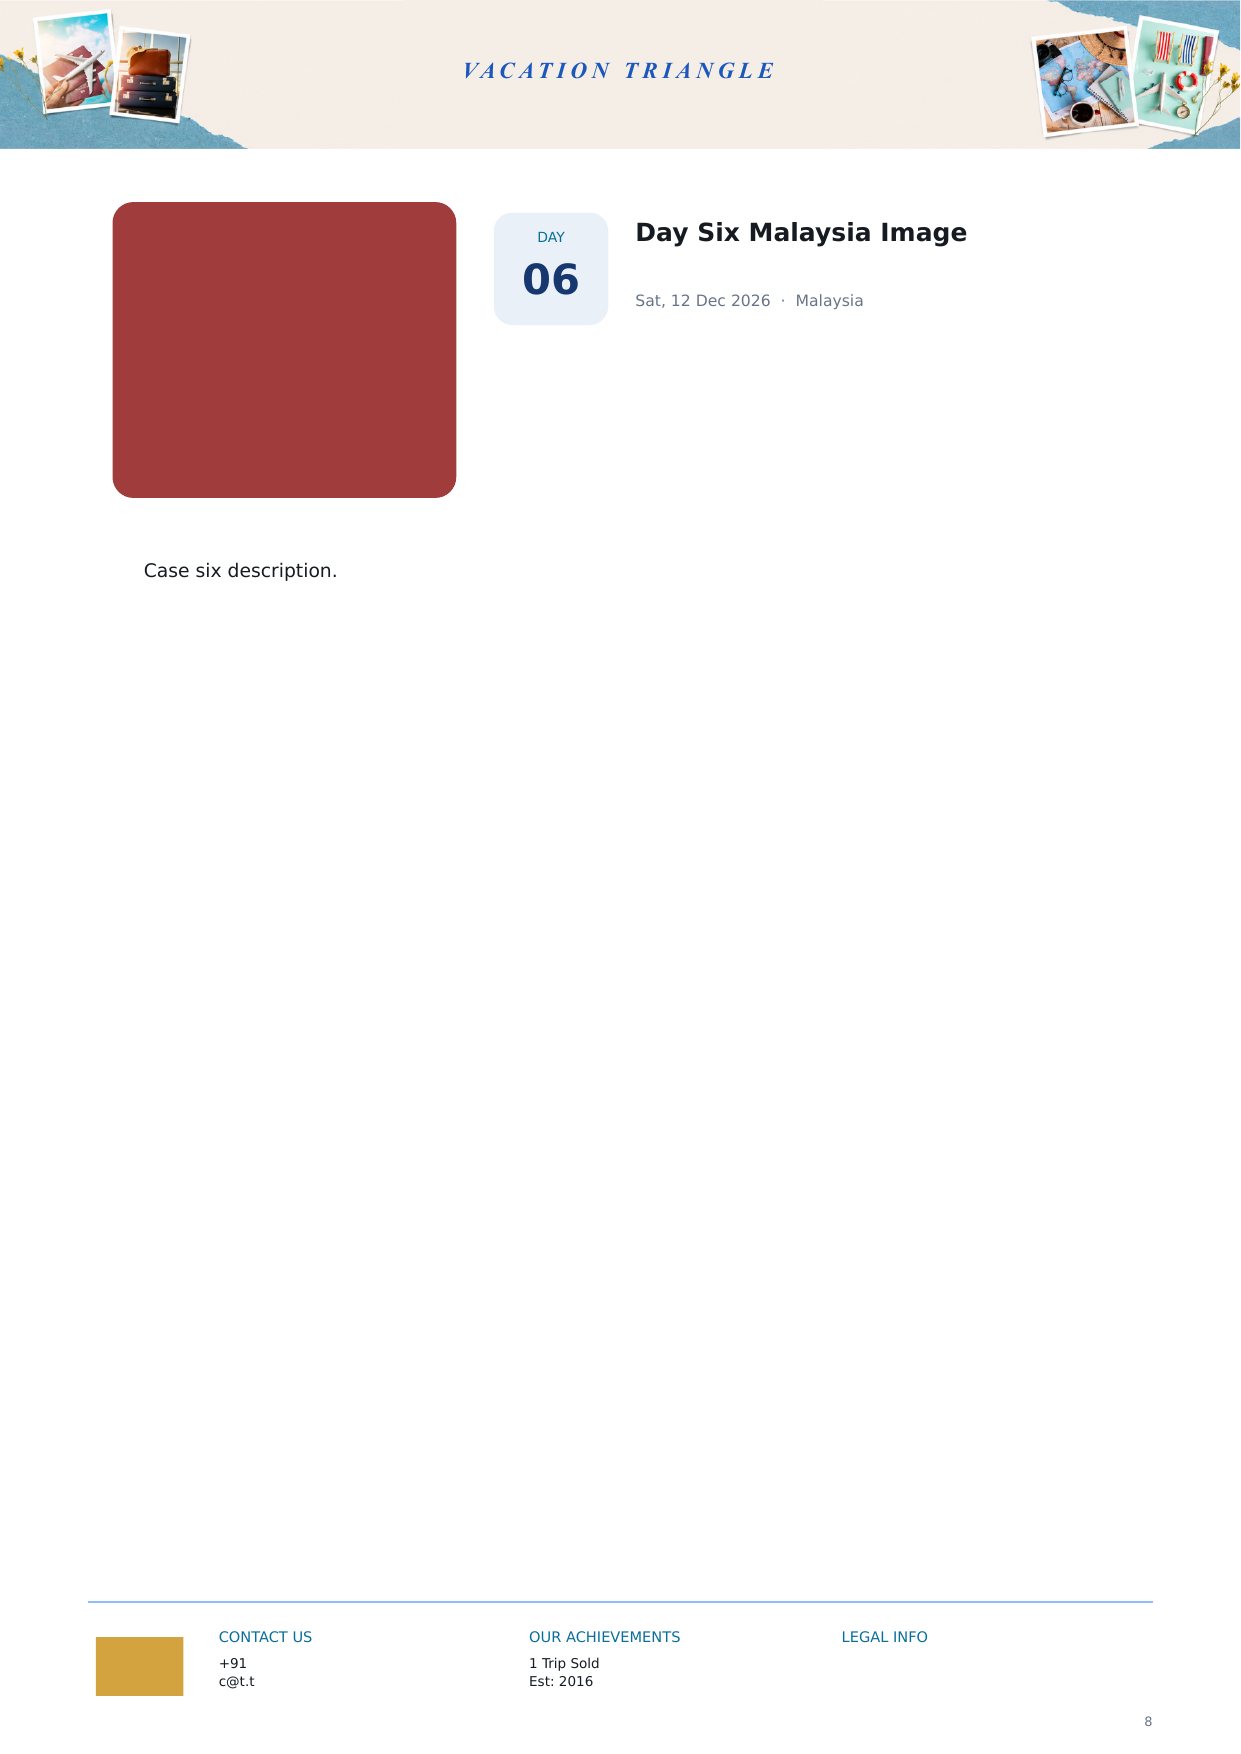 VACATION TRIANGLE
DAY
06
Day Six Malaysia Image
Sat, 12 Dec 2026 · Malaysia
Case six description.
CONTACT US
+91
c@t.t
OUR ACHIEVEMENTS
1 Trip Sold
Est: 2016
LEGAL INFO
8